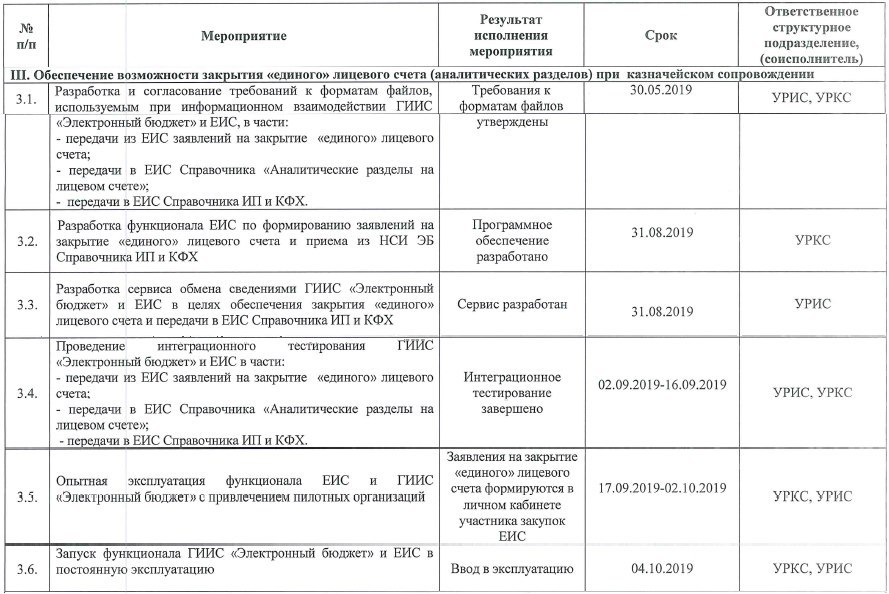 №
п/п
Мероприятие
Результат
исполнения
мероприятия
Срок
Ответственное
структурное
подразделение,
(соисполнитель)
III. Обеспечение возможности закрытия «единого» лицевого счета (аналитических разделов) при казначейском сопровождении
3.1.
Разработка и согласование требований к форматам файлов,
используемым при информационном взаимодействии ГИИС
«Электронный бюджет» и ЕИС, в части:
- передачи из ЕИС заявлений на закрытие «единого» лицевого
счета;
- передачи в ЕИС Справочника «Аналитические разделы на
лицевом счете»;
- передачи в ЕИС Справочника ИП и КФХ.
Требования к
форматам файлов
утверждены
30.05.2019
УРИС, УРКС
3.2.
Разработка функционала ЕИС по формированию заявлений на
закрытие «единого» лицевого счета и приема из НСИ ЭБ
Справочника ИП и КФХ
Программное
обеспечение
разработано
31.08.2019
УРКС
3.3.
Разработка сервиса обмена сведениями ГИИС «Электронный
бюджет» и ЕИС в целях обеспечения закрытия «единого»
лицевого счета и передачи в ЕИС Справочника ИП и КФХ
Сервис разработан
31.08.2019
УРИС
3.4.
Проведение интеграционного тестирования ГИИС
«Электронный бюджет» и ЕИС в части:
- передачи из ЕИС заявлений на закрытие «единого» лицевого
счета;
- передачи в ЕИС Справочника «Аналитические разделы на
лицевом счете»;
- передачи в ЕИС Справочника ИП и КФХ.
Интеграционное
тестирование
завершено
02.09.2019-16.09.2019
УРИС, УРКС
3.5.
Опытная эксплуатация функционала ЕИС и ГИИС
«Электронный бюджет» с привлечением пилотных организаций
Заявления на закрытие
«единого» лицевого
счета формируются в
личном кабинете
участника закупок
ЕИС
17.09.2019-02.10.2019
УРКС, УРИС
3.6.
Запуск функционала ГИИС «Электронный бюджет» и ЕИС в
постоянную эксплуатацию
Ввод в эксплуатацию
04.10.2019
УРКС, УРИС